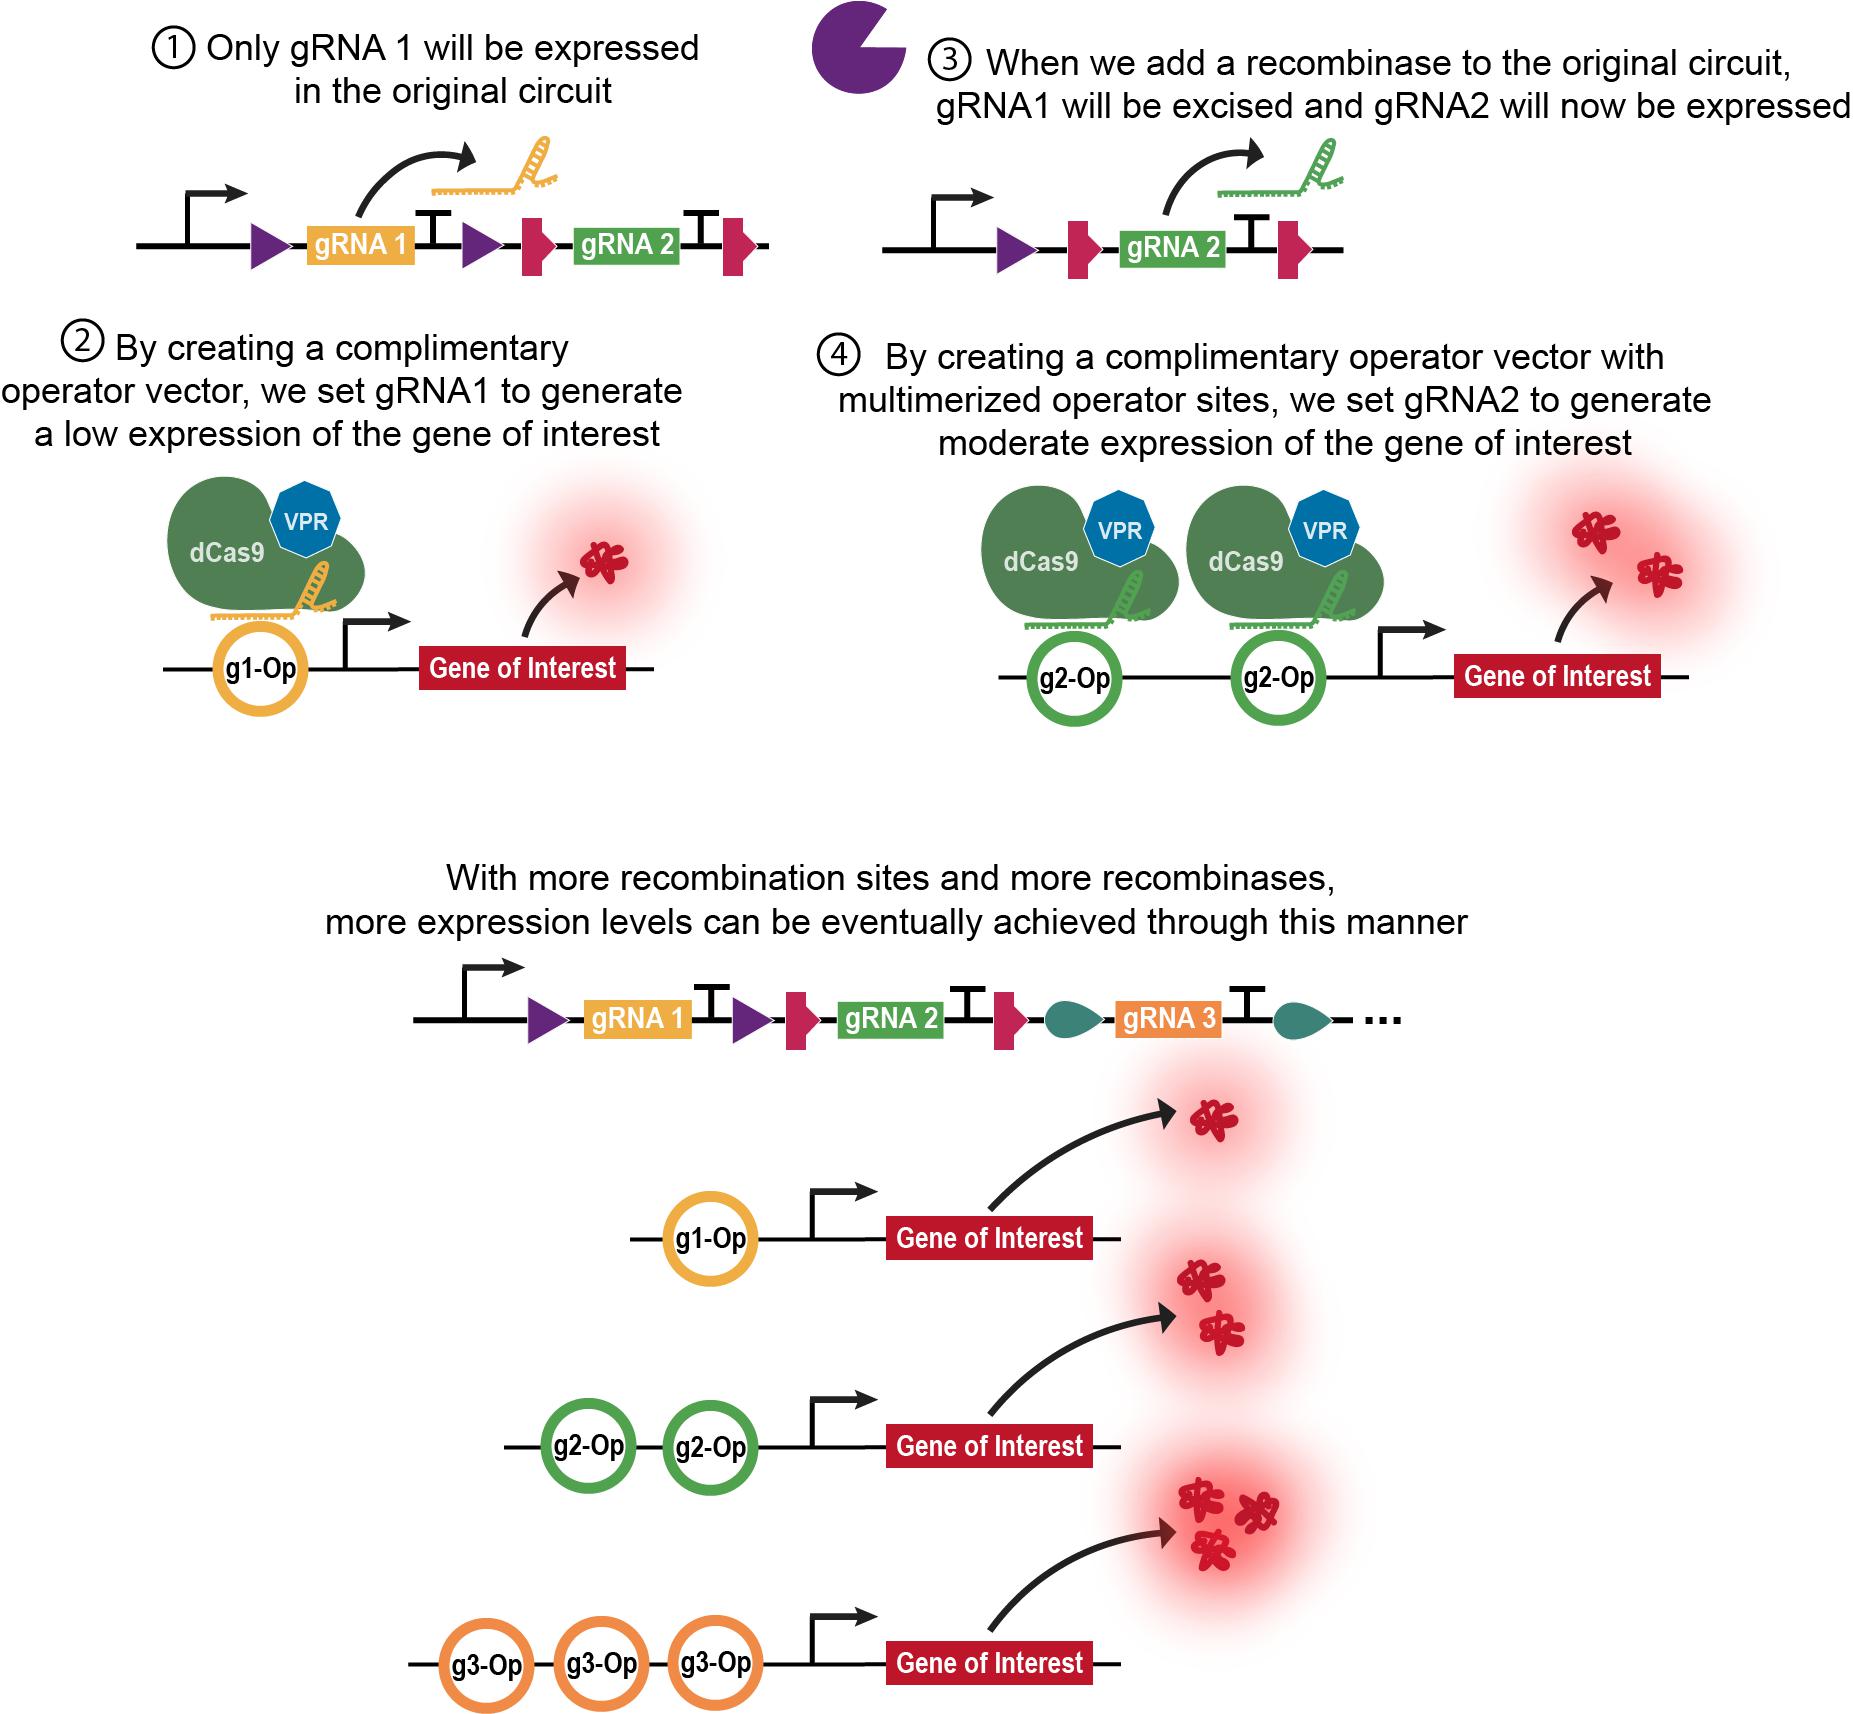 1 Only gRNA 1 will be expressed
in the original circuit
gRNA 1 gRNA 2
2 By creating a complimentary
operator vector, we set gRNA1 to generate
a low expression of the gene of interest
VPR
dCas9
g1-Op Gene of Interest
3 When we add a recombinase to the original circuit,
gRNA1 will be excised and gRNA2 will now be expressed
gRNA 2
4 By creating a complimentary operator vector with
multimerized operator sites, we set gRNA2 to generate
moderate expression of the gene of interest
VPR VPR
dCas9 dCas9
g2-Op g2-Op Gene of Interest
With more recombination sites and more recombinases,
more expression levels can be eventually achieved through this manner
gRNA 1 gRNA 2 gRNA 3 ...
g1-Op Gene of Interest
g2-Op g2-Op Gene of Interest
g3-Op g3-Op g3-Op Gene of Interest